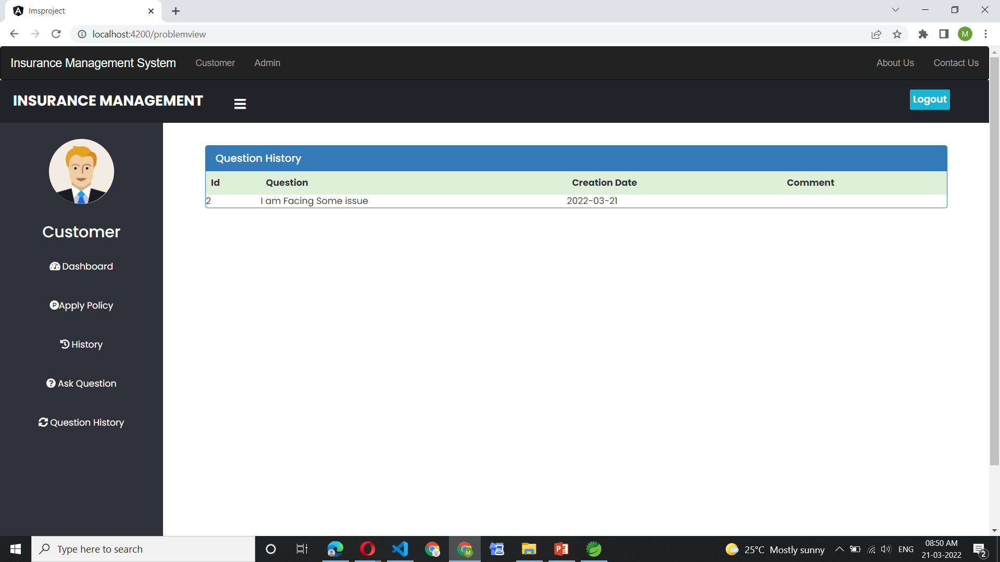 Imsproject
localhost:4200/problemview
M
Insurance Management System Customer Admin About Us Contact Us
INSURANCE MANAGEMENT Logout
Customer
Dashboard
Apply Policy
History
Ask Question
Question History
Question History
Id Question Creation Date Comment
2 I am Facing Some issue 2022-03-21
Type here to search
25°C Mostly sunny
ENG
08:50 AM
21-03-2022
2